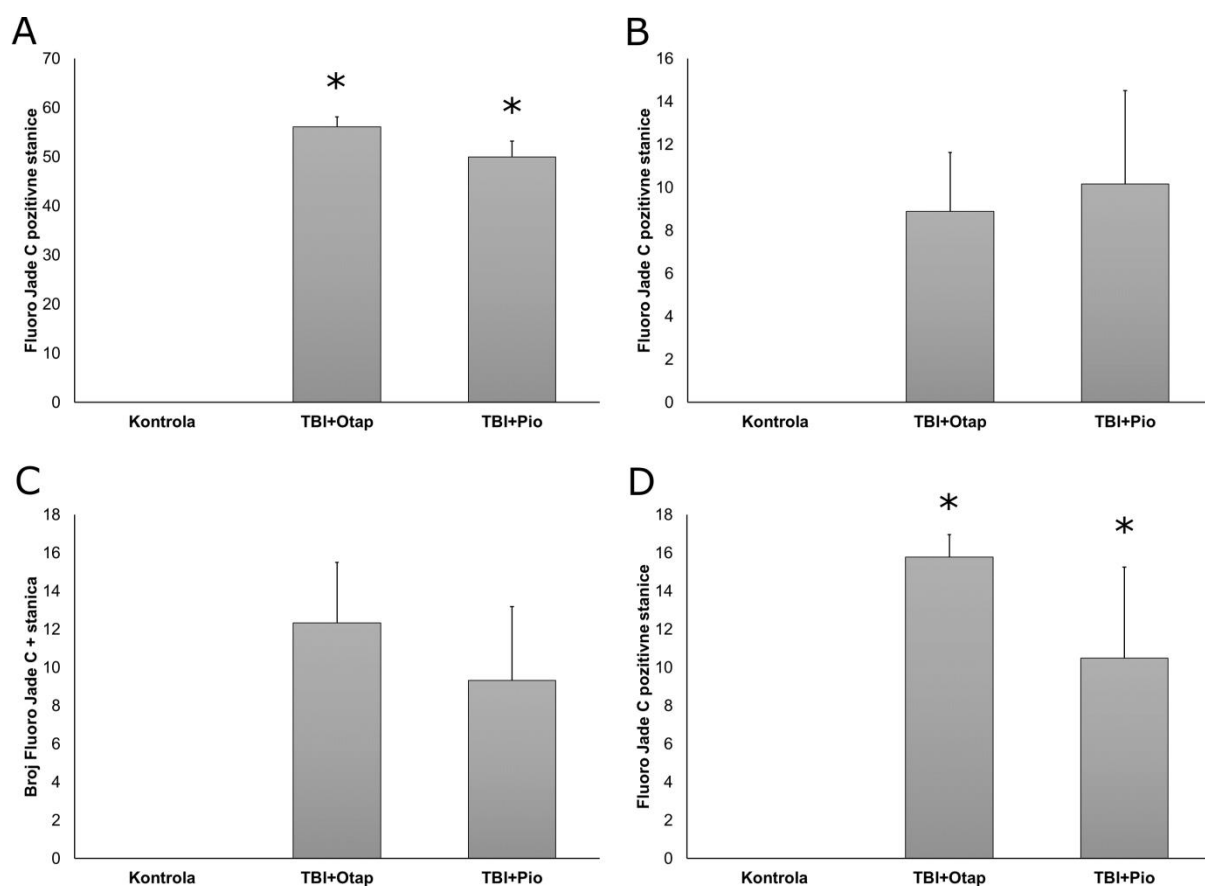 A
Fluoro Jade C pozitivne stanice
70
60
50
40
30
20
10
0
*
*
Kontrola
TBI+Otap
TBI+Pio
B
Fluoro Jade C pozitivne stanice
16
14
12
10
8
6
4
2
0
Kontrola
TBI+Otap
TBI+Pio
C
Broj Fluoro Jade C + stanica
18
16
14
12
10
8
6
4
2
0
Kontrola
TBI+Otap
TBI+Pio
D
Fluoro Jade C pozitivne stanice
18
16
14
12
10
8
6
4
2
0
*
*
Kontrola
TBI+Otap
TBI+Pio